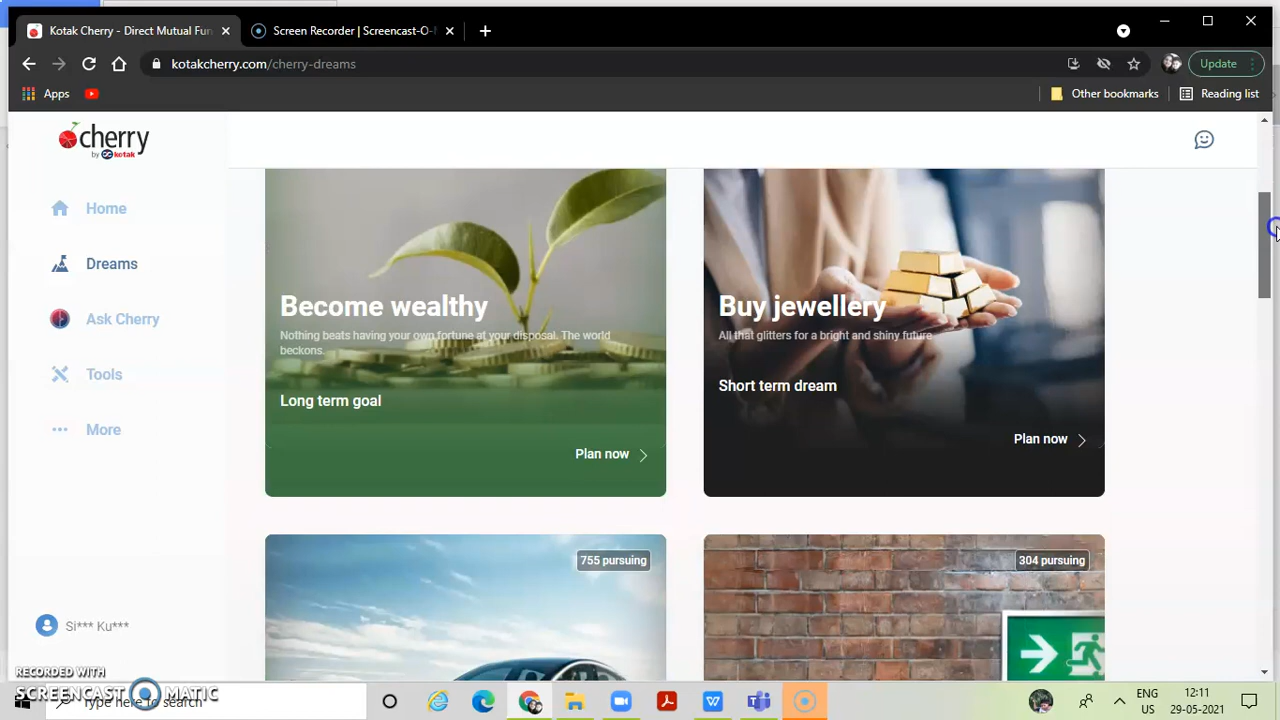 Kotak Cherry - Direct Mutual Fun
Screen Recorder | Screencast-O-
kotakcherry.com/cherry-dreams
Update
Apps
Other bookmarks
Reading list
cherry
by kotak
Home
Dreams
Ask Cherry
Tools
More
Become wealthy
Nothing beats having your own fortune at your disposal. The world
beckons.
Long term goal
Plan now
Buy jewellery
All that glitters for a bright and shiny future
Short term dream
Plan now
755 pursuing
304 pursuing
Si*** Ku***
RECORDED WITH
SCREENCAST MATIC
Type here to search
ENG
US
12:11
29-05-2021